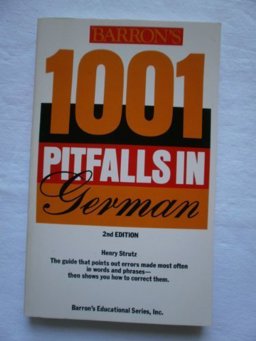 BARRON'S
1001
PITFALLS IN
German
2nd EDITION
Henry Strutz
The guide that points out errors made most often
in words and phrases—
then shows you how to correct them.
Barron's Educational Series, Inc.